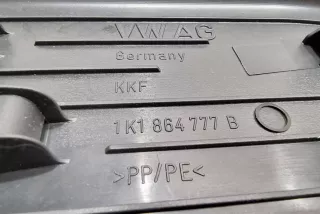 VW AG
Germany
KKF
1K1 864 777 B
>PP/PE<